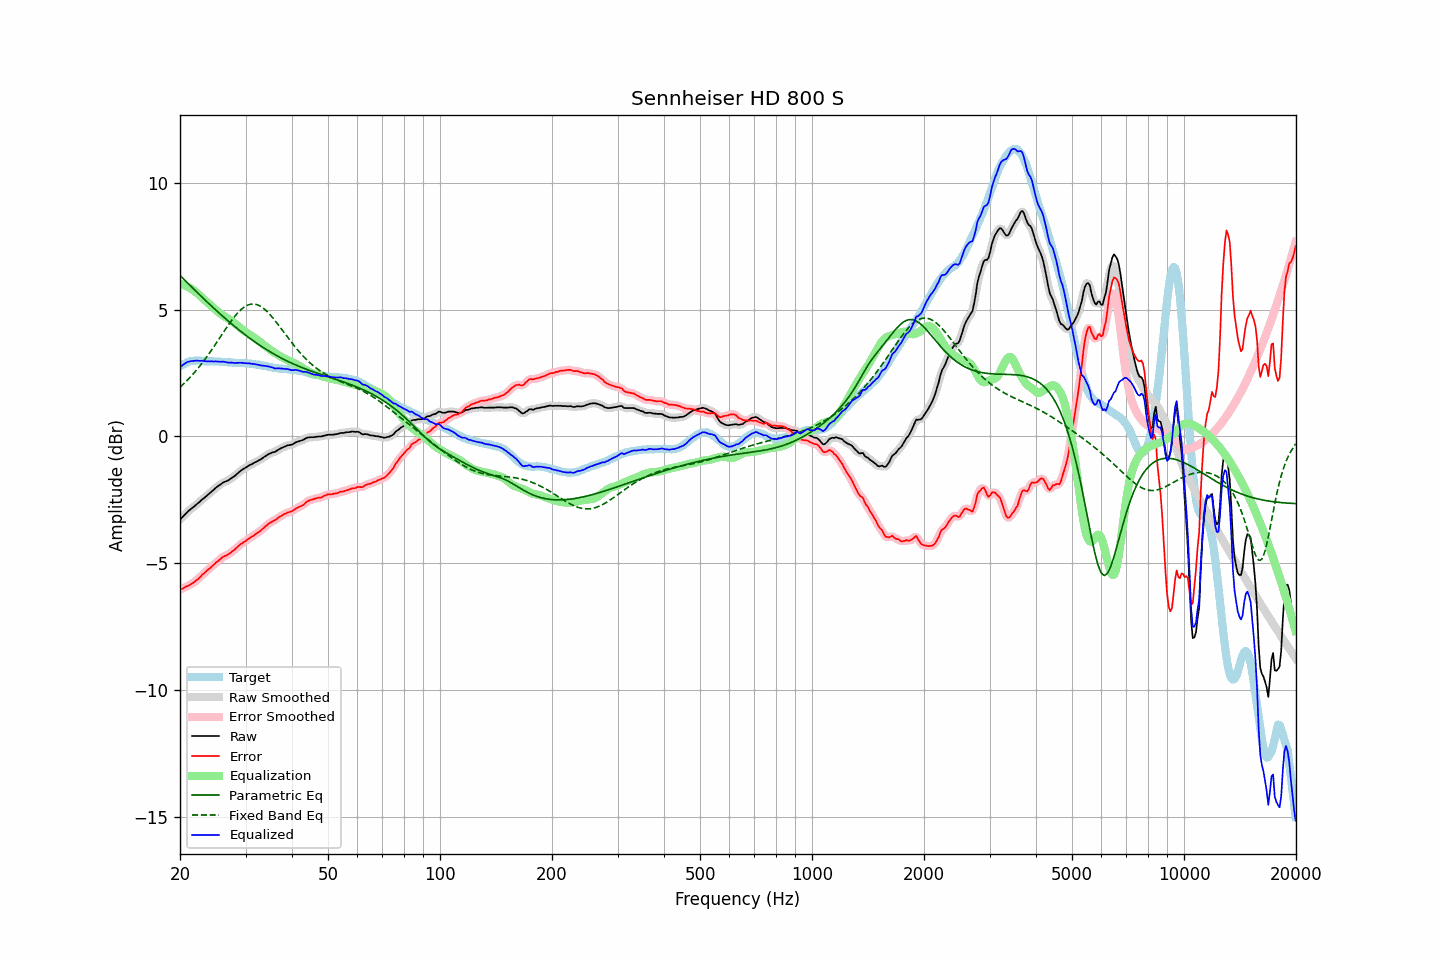 Sennheiser HD 800 S
Amplitude (dBr)
10
5
0
−5
−10
−15
Target
Raw Smoothed
Error Smoothed
Raw
Error
Equalization
Parametric Eq
Fixed Band Eq
Equalized
20 50 100 200 500 1000 2000 5000 10000 20000
Frequency (Hz)